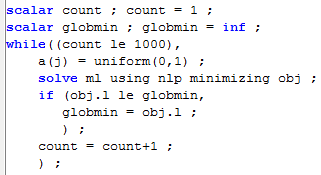 scalar count ; count = 1 ;
scalar globmin ; globmin = inf ;
while((count le 1000),
a(j) = uniform(0,1) ;
solve ml using nlp minimizing obj ;
if (obj.l le globmin,
globmin = obj.l ;
) ;
count = count+1 ;
) ;